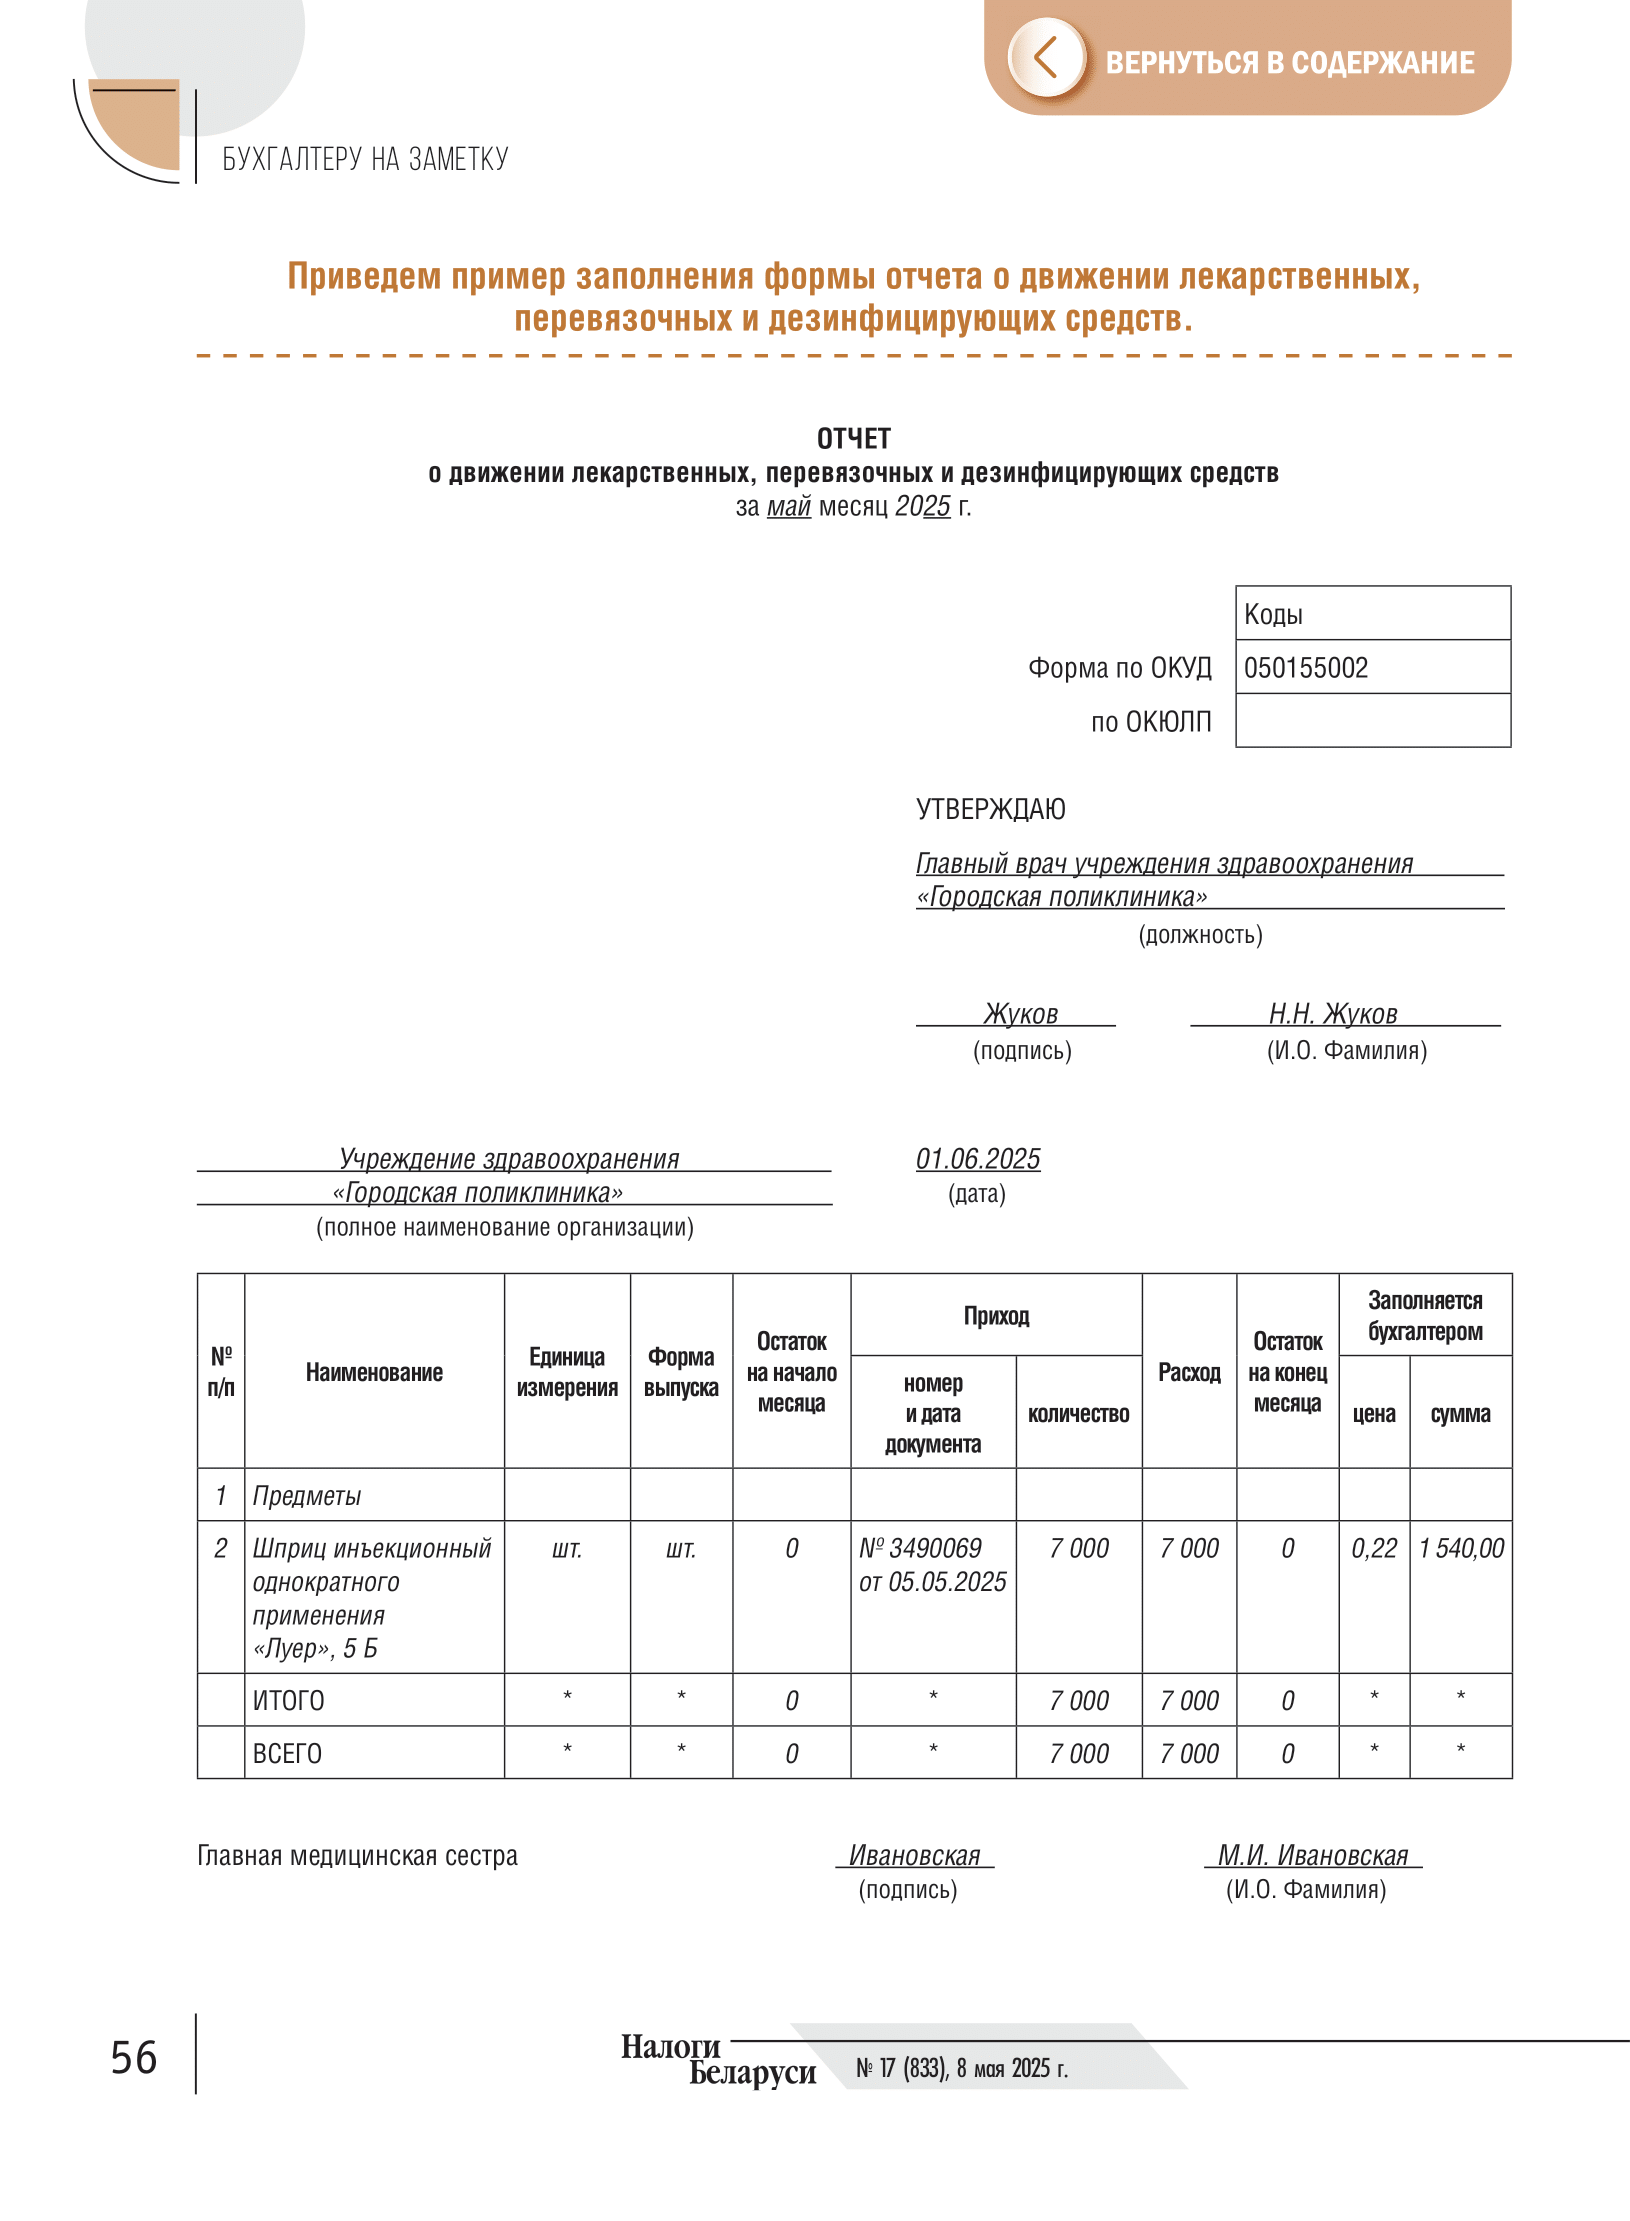 ВЕРНУТЬСЯ В СОДЕРЖАНИЕ
БУХГАЛТЕРУ НА ЗАМЕТКУ
Приведем пример заполнения формы отчета о движении лекарственных,
перевязочных и дезинфицирующих средств.
ОТЧЕТ
о движении лекарственных, перевязочных и дезинфицирующих средств
за май месяц 2025 г.
Коды
Форма по ОКУД 050155002
по ОКЮЛП
УТВЕРЖДАЮ
Главный врач учреждения здравоохранения
«Городская поликлиника»
(должность)
Жуков Н.Н. Жуков
(подпись) (И.О. Фамилия)
Учреждение здравоохранения 01.06.2025
«Городская поликлиника» (дата)
(полное наименование организации)
№ п/п Наименование Единица измерения Форма выпуска Остаток на начало месяца Приход Расход Остаток на конец месяца Заполняется бухгалтером
номер и дата документа количество цена сумма
1 Предметы
2 Шприц инъекционный шт. шт. 0 № 3490069 7 000 7 000 0 0,22 1 540,00
однократного от 05.05.2025
применения
«Луер», 5 Б
ИТОГО * * 0 * 7 000 7 000 0 * *
ВСЕГО * * 0 * 7 000 7 000 0 * *
Главная медицинская сестра Ивановская М.И. Ивановская
(подпись) (И.О. Фамилия)
56
Налоги
Беларуси
№ 17 (833), 8 мая 2025 г.